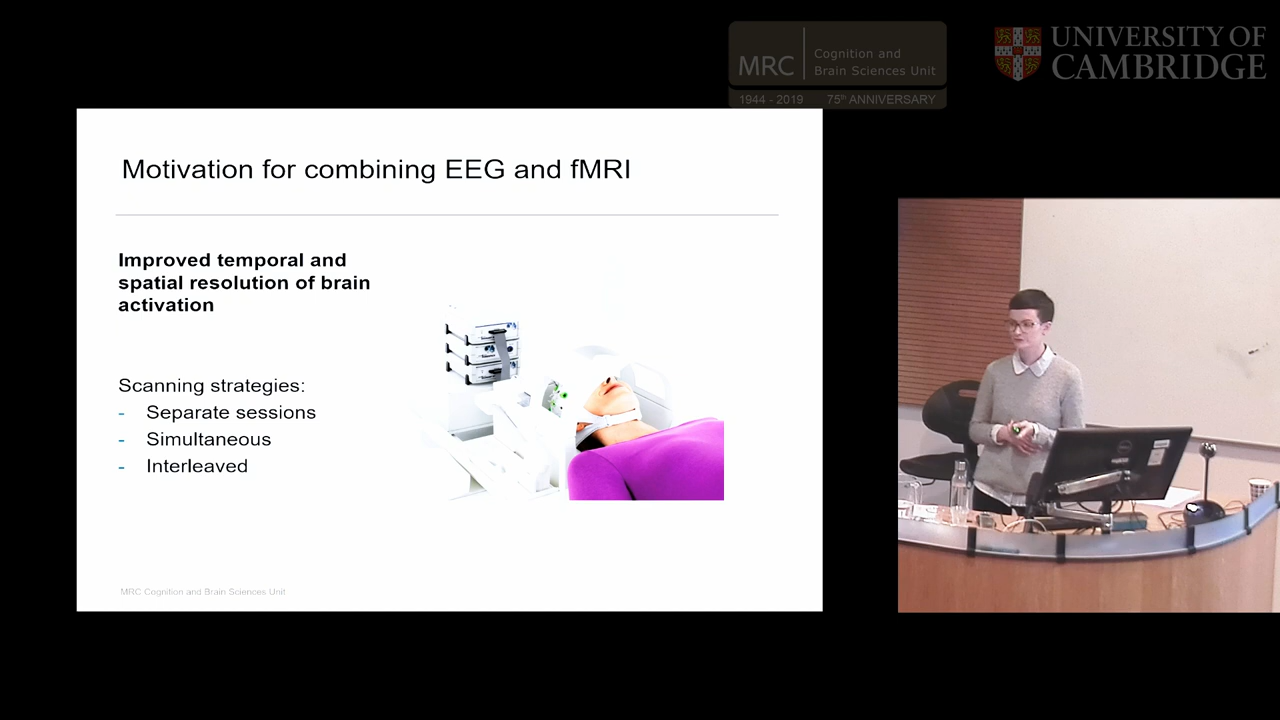 MRC
Cognition and
Brain Sciences Unit
1944 - 2019 75th ANNIVERSARY
UNIVERSITY OF
CAMBRIDGE
Motivation for combining EEG and fMRI
Improved temporal and
spatial resolution of brain
activation
Scanning strategies:
- Separate sessions
- Simultaneous
- Interleaved
MRC Cognition and Brain Sciences Unit